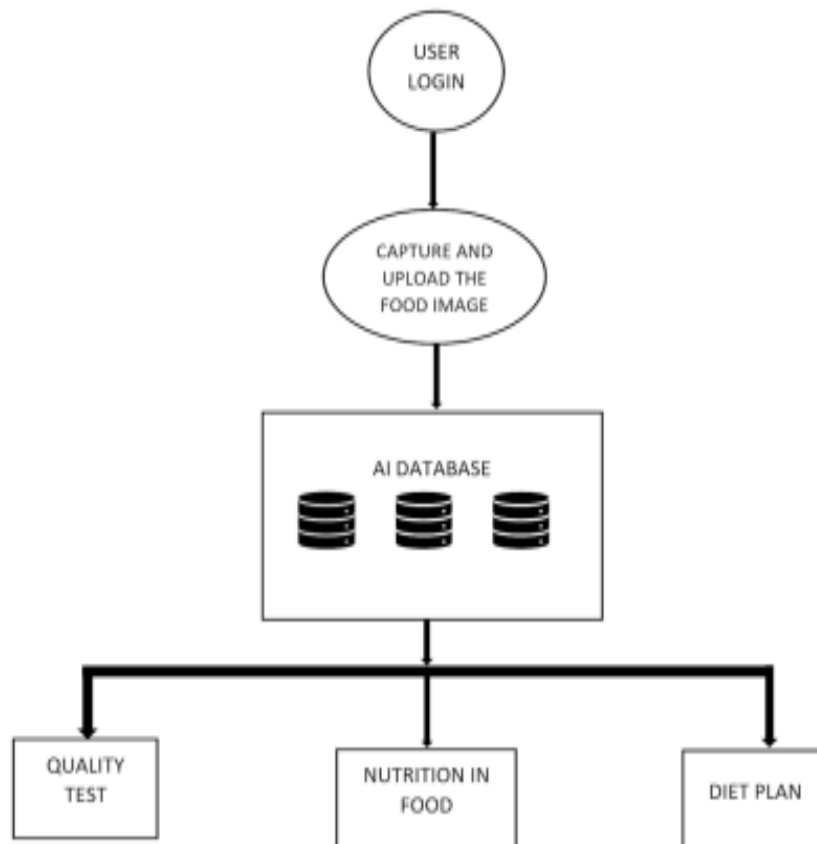 USER
LOGIN
CAPTURE AND
UPLOAD THE
FOOD IMAGE
AI DATABASE
QUALITY
TEST
NUTRITION IN
FOOD
DIET PLAN